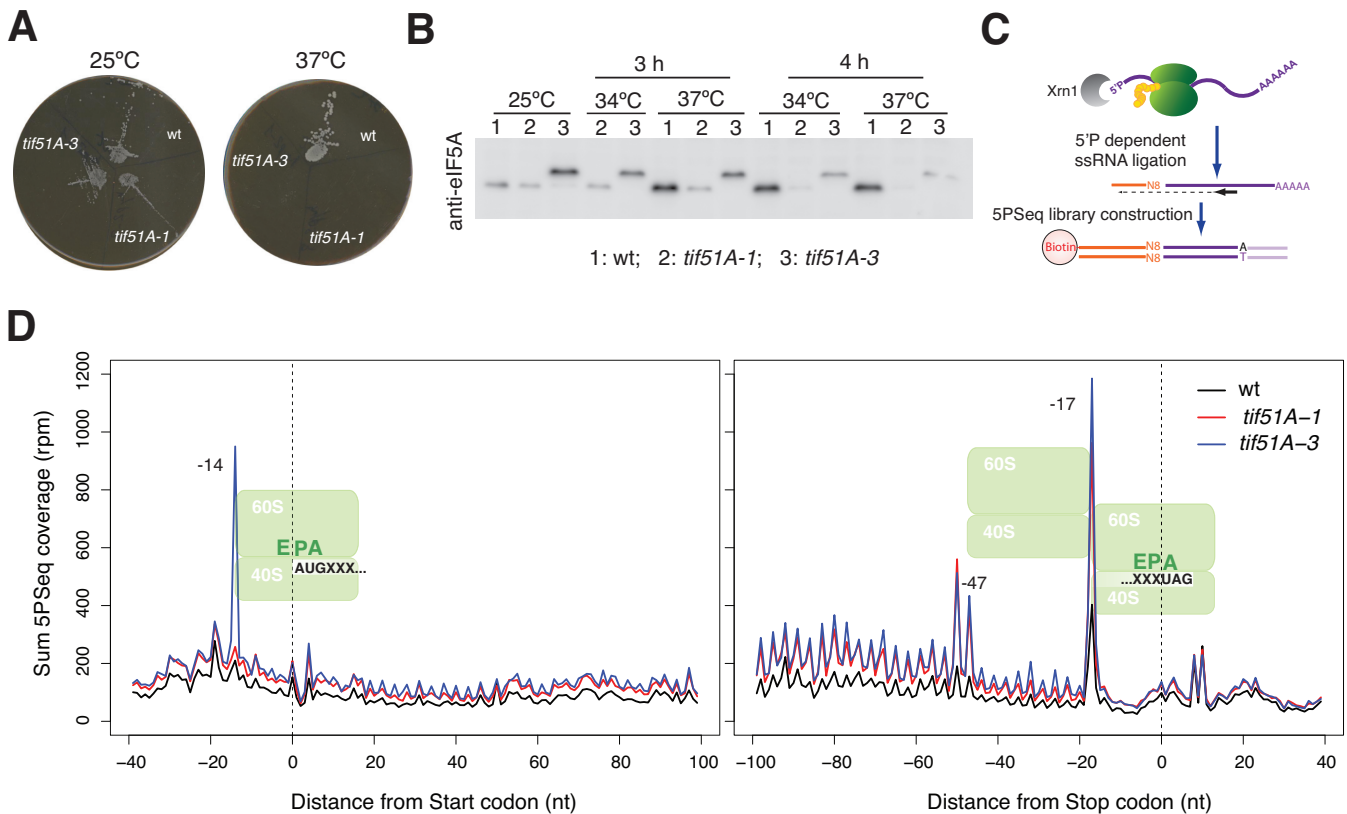 A
25ºC
37ºC
tif51A-3
wt
tif51A-1
tif51A-3
wt
tif51A-1
B
3 h
4 h
25ºC
34ºC
37ºC
34ºC
37ºC
1 2 3 2 3 1 2 3 1 2 3 1 2 3
anti-eIF5A
1: wt; 2: tif51A-1; 3: tif51A-3
C
Xrn1
5'P
AAAAAA
5'P dependent
ssRNA ligation
N8
AAAAA
5PSeq library construction
Biotin
N8
A
N8
T
D
Sum 5PSeq coverage (rpm)
1200
1000
800
600
400
200
0
-14
60S
EPA
40S
AUGXXX...
−40 −20 0 20 40 60 80 100
Distance from Start codon (nt)
-17
wt
tif51A−1
tif51A−3
60S
40S
-47
60S
EPA
...XXXUAG
40S
−100 −80 −60 −40 −20 0 20 40
Distance from Stop codon (nt)